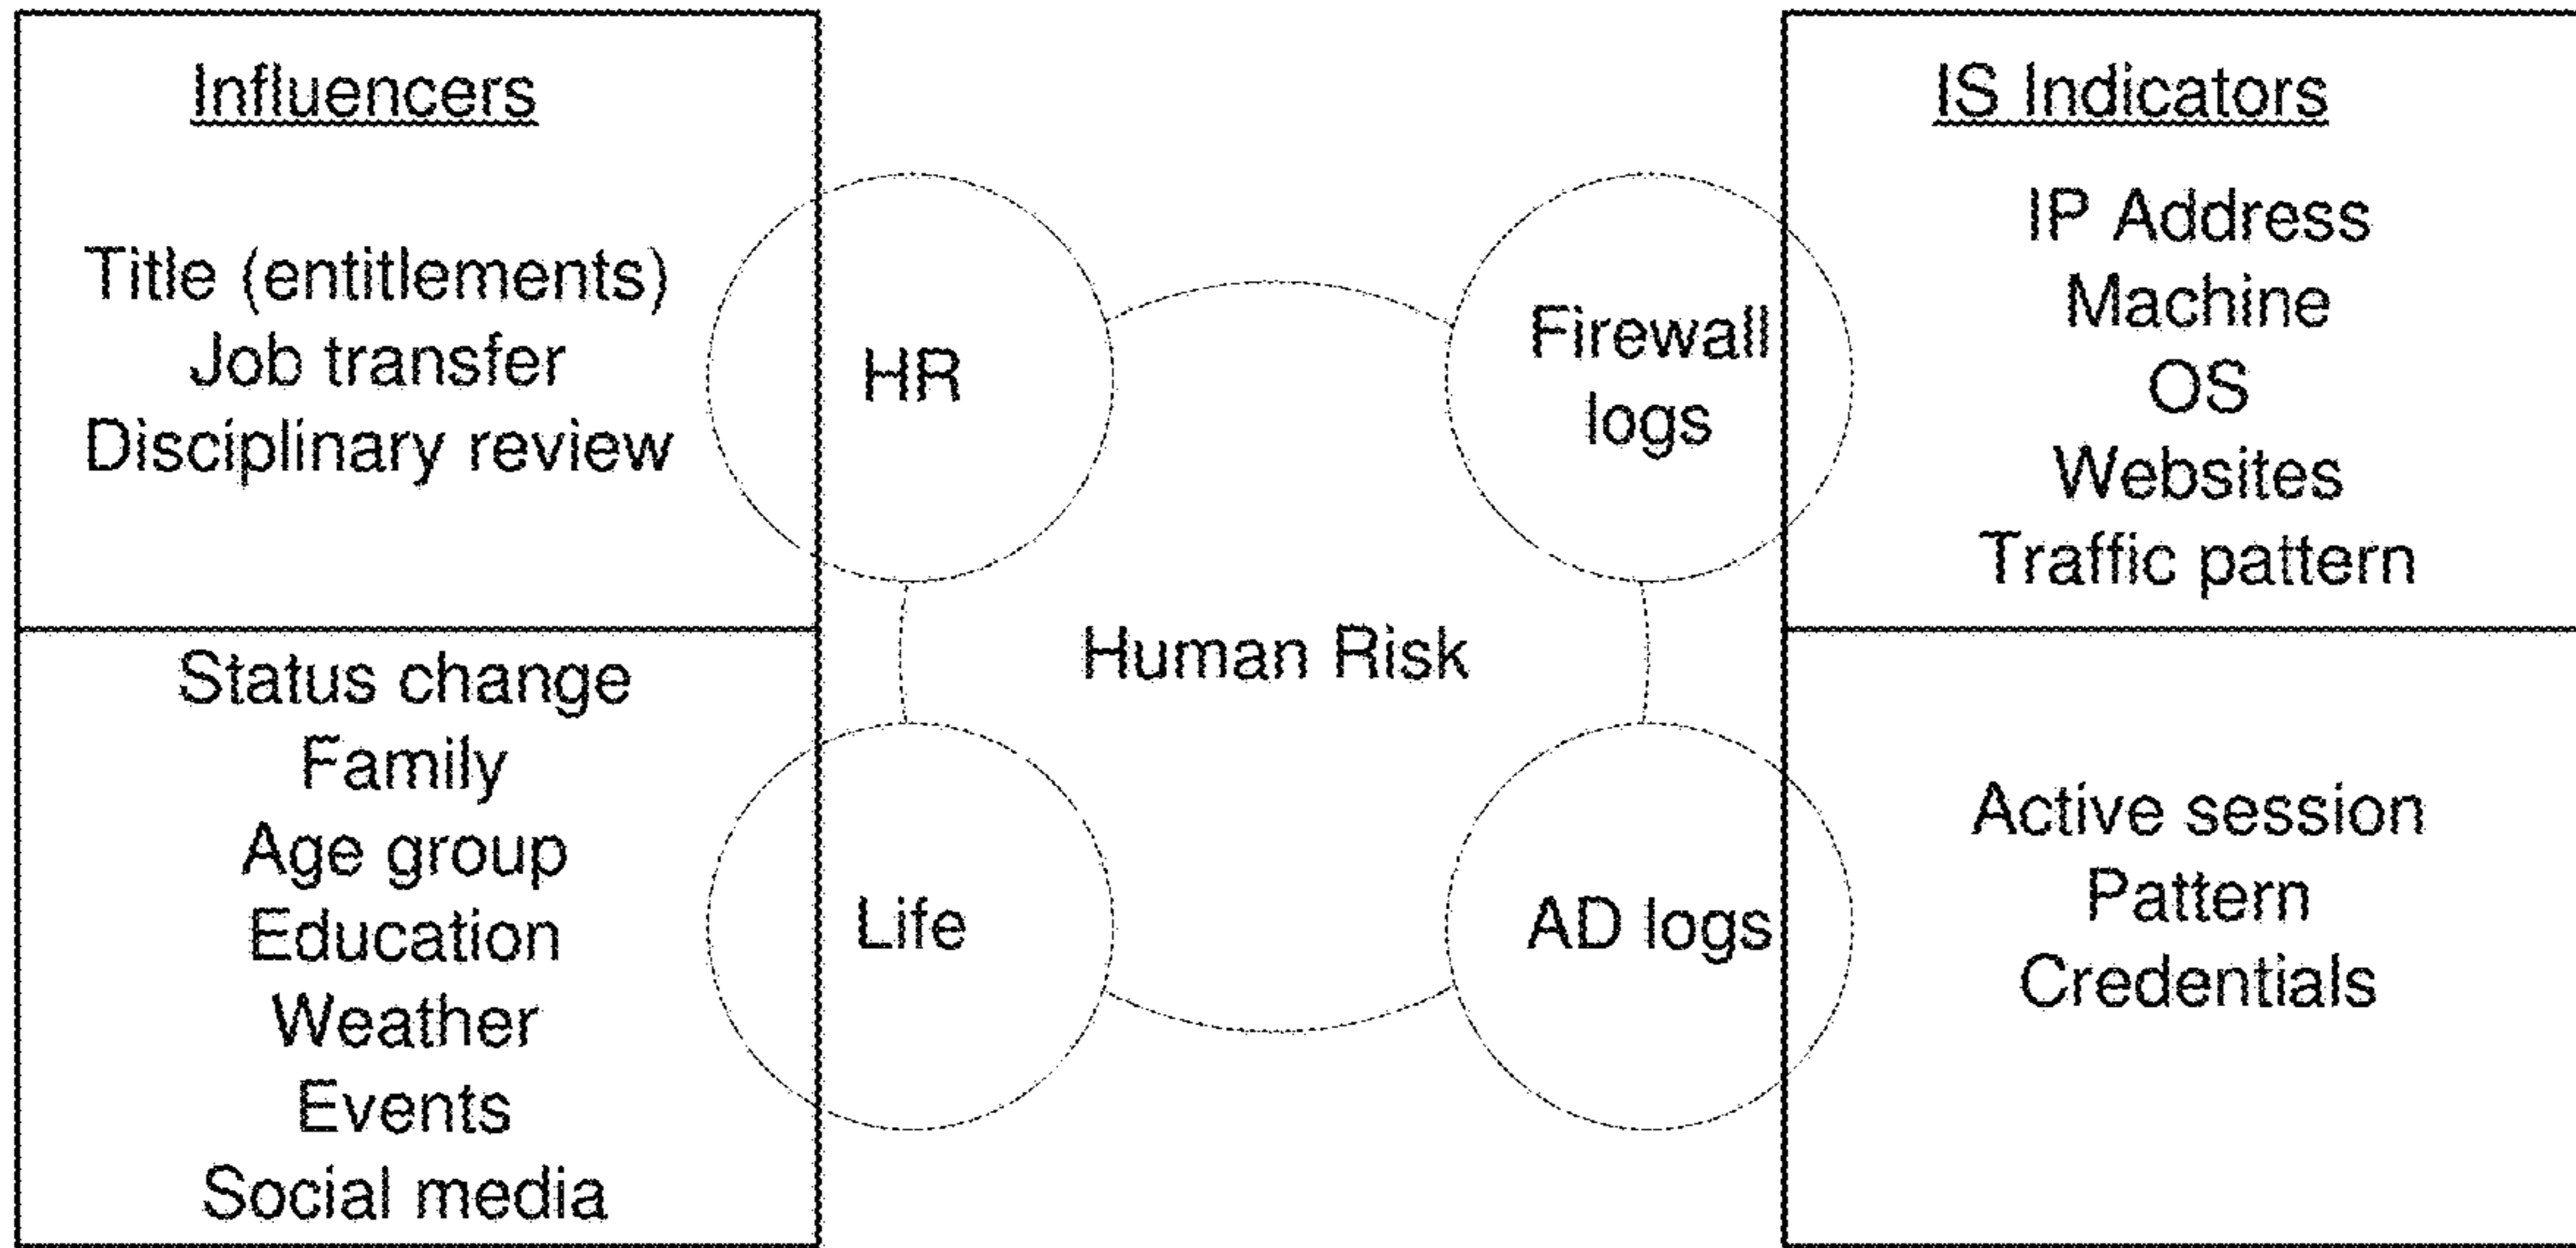 Influencers
Title (entitlements)
Job transfer
Disciplinary review
Status change
Family
Age group
Education
Weather
Events
Social media
HR
Firewall
logs
Human Risk
Life
AD logs
IS Indicators
IP Address
Machine
OS
Websites
Traffic pattern
Active session
Pattern
Credentials